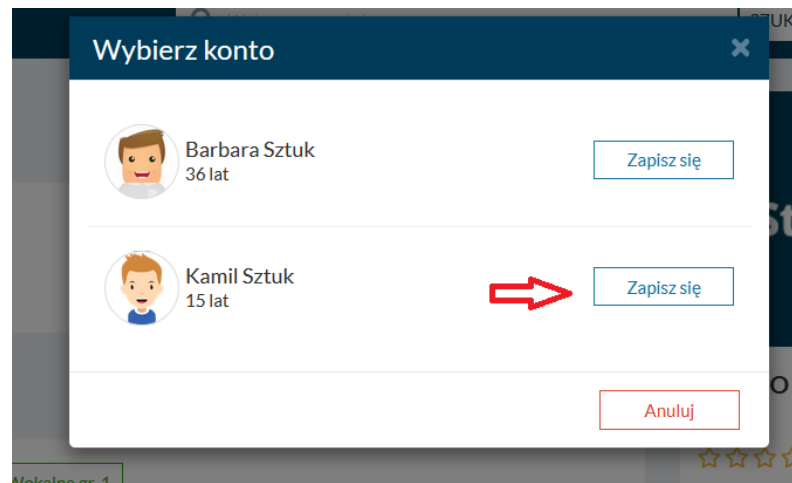 Wybierz konto
Barbara Sztuk
36 lat
Zapisz się
Kamil Sztuk
15 lat
Zapisz się
Anuluj